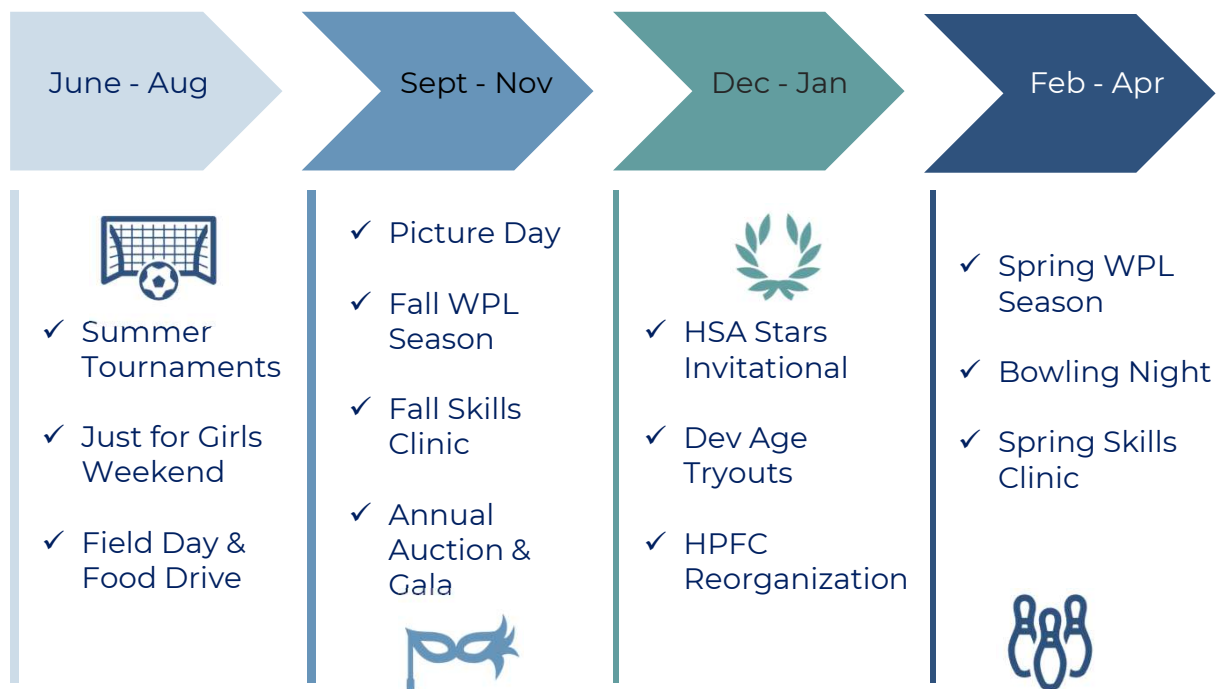 June - Aug
Sept - Nov
Dec - Jan
Feb - Apr
Summer
Tournaments
Just for Girls
Weekend
Field Day &
Food Drive
Picture Day
Fall WPL
Season
Fall Skills
Clinic
Annual
Auction &
Gala
HSA Stars
Invitational
Dev Age
Tryouts
HPFC
Reorganization
Spring WPL
Season
Bowling Night
Spring Skills
Clinic